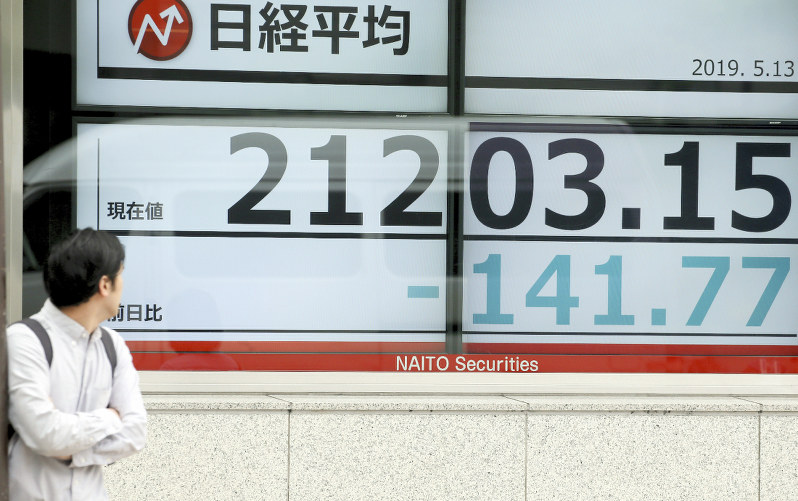 日経平均
2019. 5.13
現在値 21203.15
前日比 -141.77
NAITO Securities